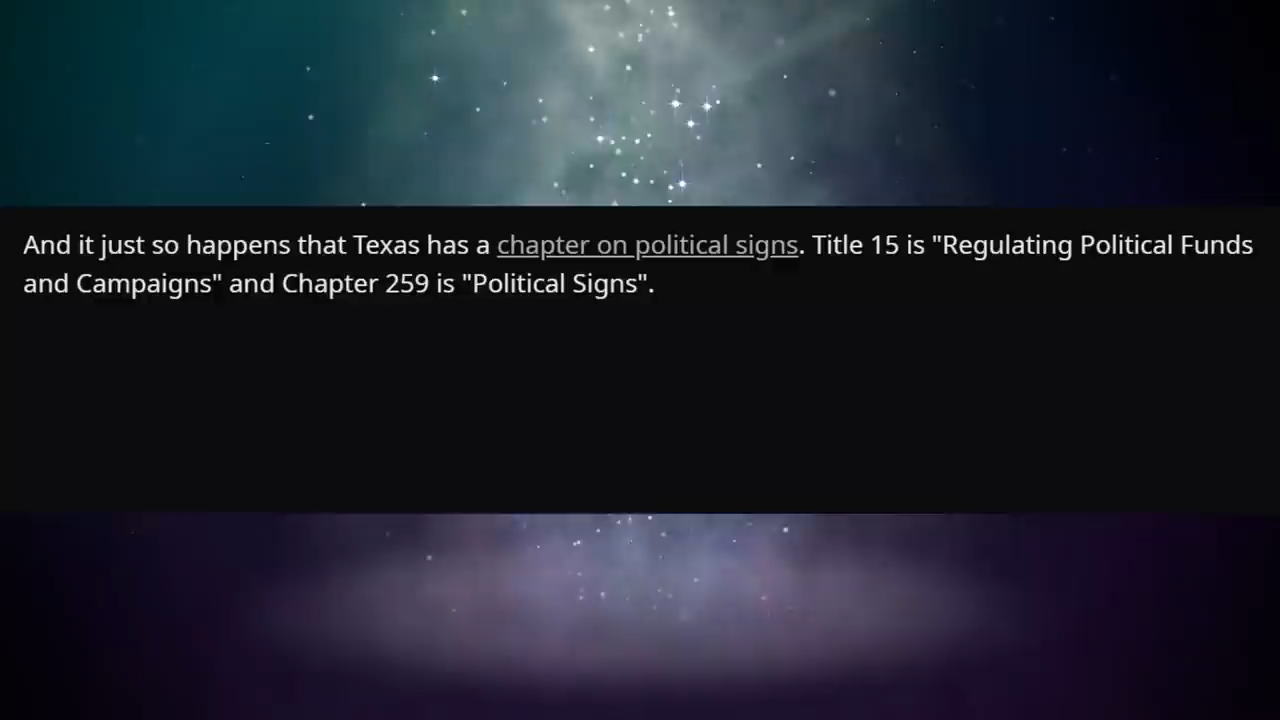 And it just so happens that Texas has a chapter on political signs. Title 15 is "Regulating Political Funds
and Campaigns" and Chapter 259 is "Political Signs".